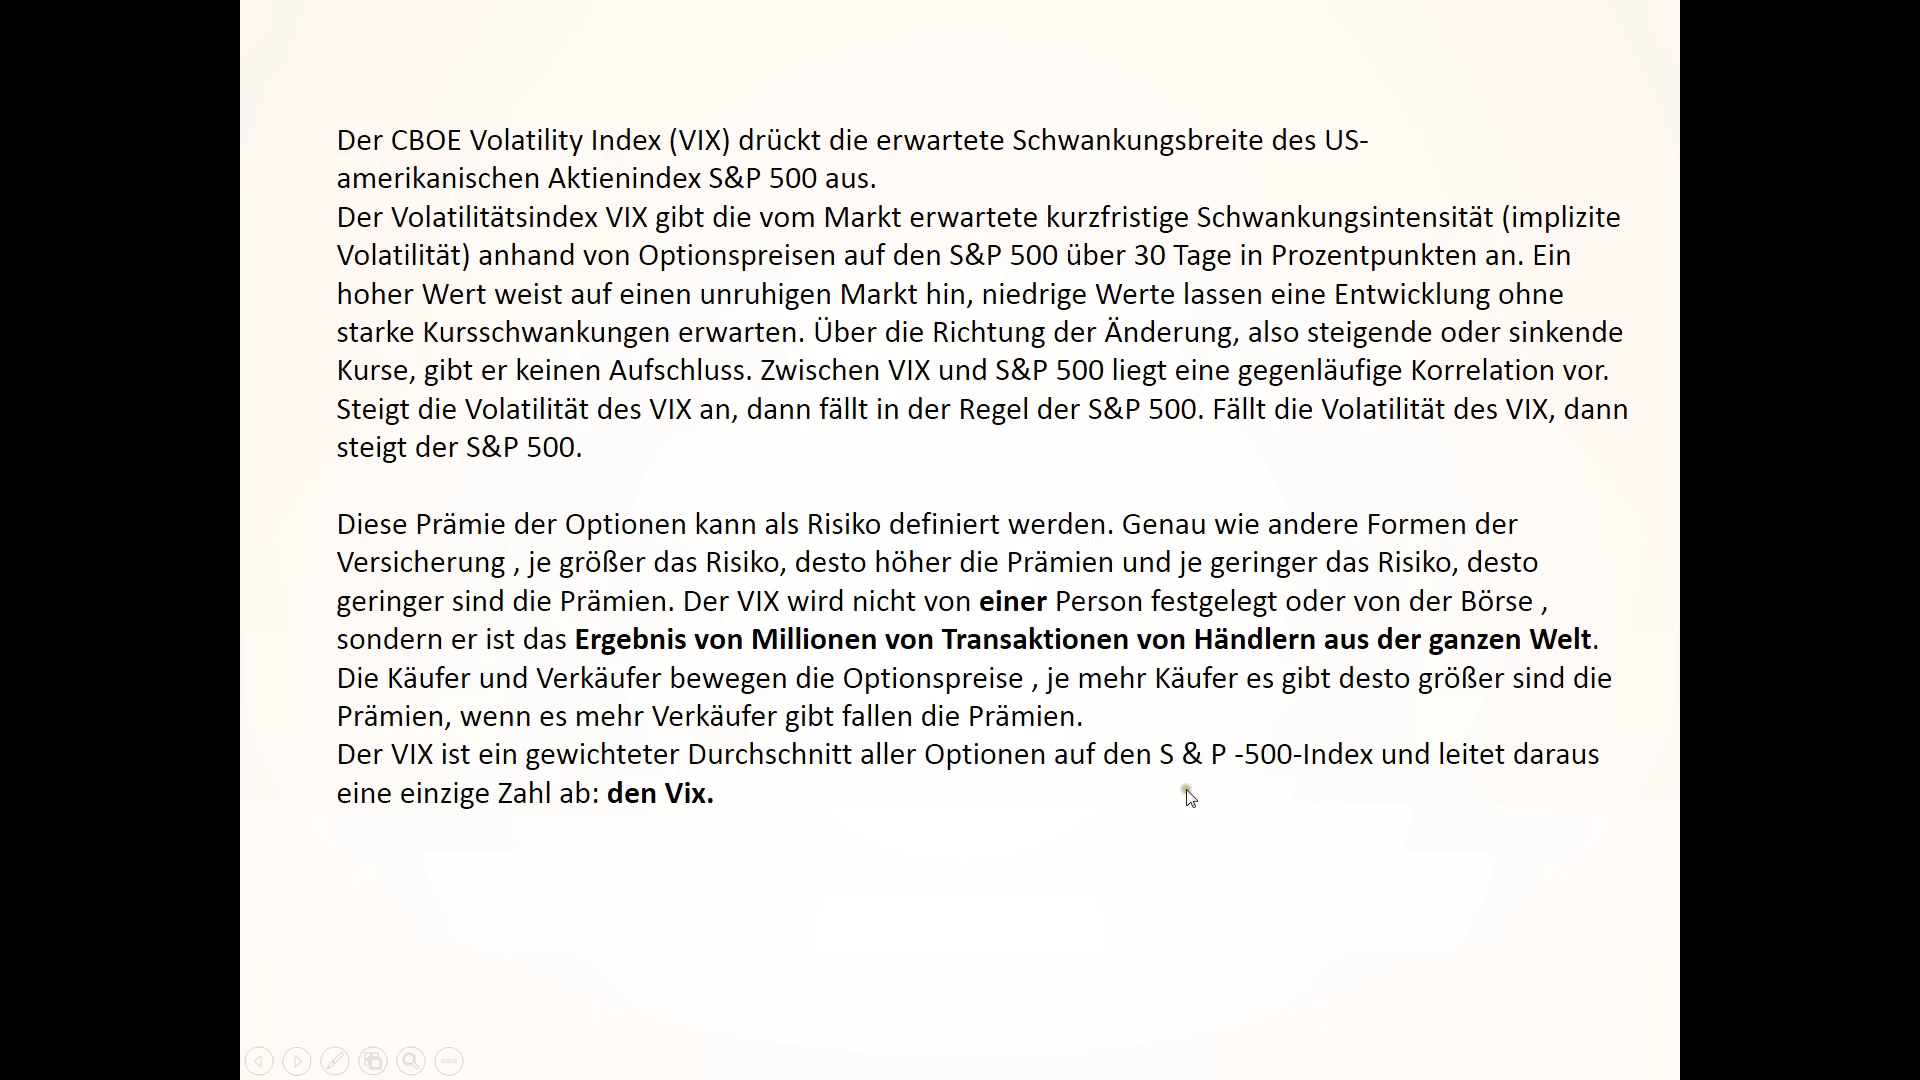 Der CBOE Volatility Index (VIX) drückt die erwartete Schwankungsbreite des US-
amerikanischen Aktienindex S&P 500 aus.
Der Volatilitätsindex VIX gibt die vom Markt erwartete kurzfristige Schwankungsintensität (implizite
Volatilität) anhand von Optionspreisen auf den S&P 500 über 30 Tage in Prozentpunkten an. Ein
hoher Wert weist auf einen unruhigen Markt hin, niedrige Werte lassen eine Entwicklung ohne
starke Kursschwankungen erwarten. Über die Richtung der Änderung, also steigende oder sinkende
Kurse, gibt er keinen Aufschluss. Zwischen VIX und S&P 500 liegt eine gegenläufige Korrelation vor.
Steigt die Volatilität des VIX an, dann fällt in der Regel der S&P 500. Fällt die Volatilität des VIX, dann
steigt der S&P 500.
Diese Prämie der Optionen kann als Risiko definiert werden. Genau wie andere Formen der
Versicherung , je größer das Risiko, desto höher die Prämien und je geringer das Risiko, desto
geringer sind die Prämien. Der VIX wird nicht von einer Person festgelegt oder von der Börse ,
sondern er ist das Ergebnis von Millionen von Transaktionen von Händlern aus der ganzen Welt.
Die Käufer und Verkäufer bewegen die Optionspreise , je mehr Käufer es gibt desto größer sind die
Prämien, wenn es mehr Verkäufer gibt fallen die Prämien.
Der VIX ist ein gewichteter Durchschnitt aller Optionen auf den S & P -500-Index und leitet daraus
eine einzige Zahl ab: den Vix.